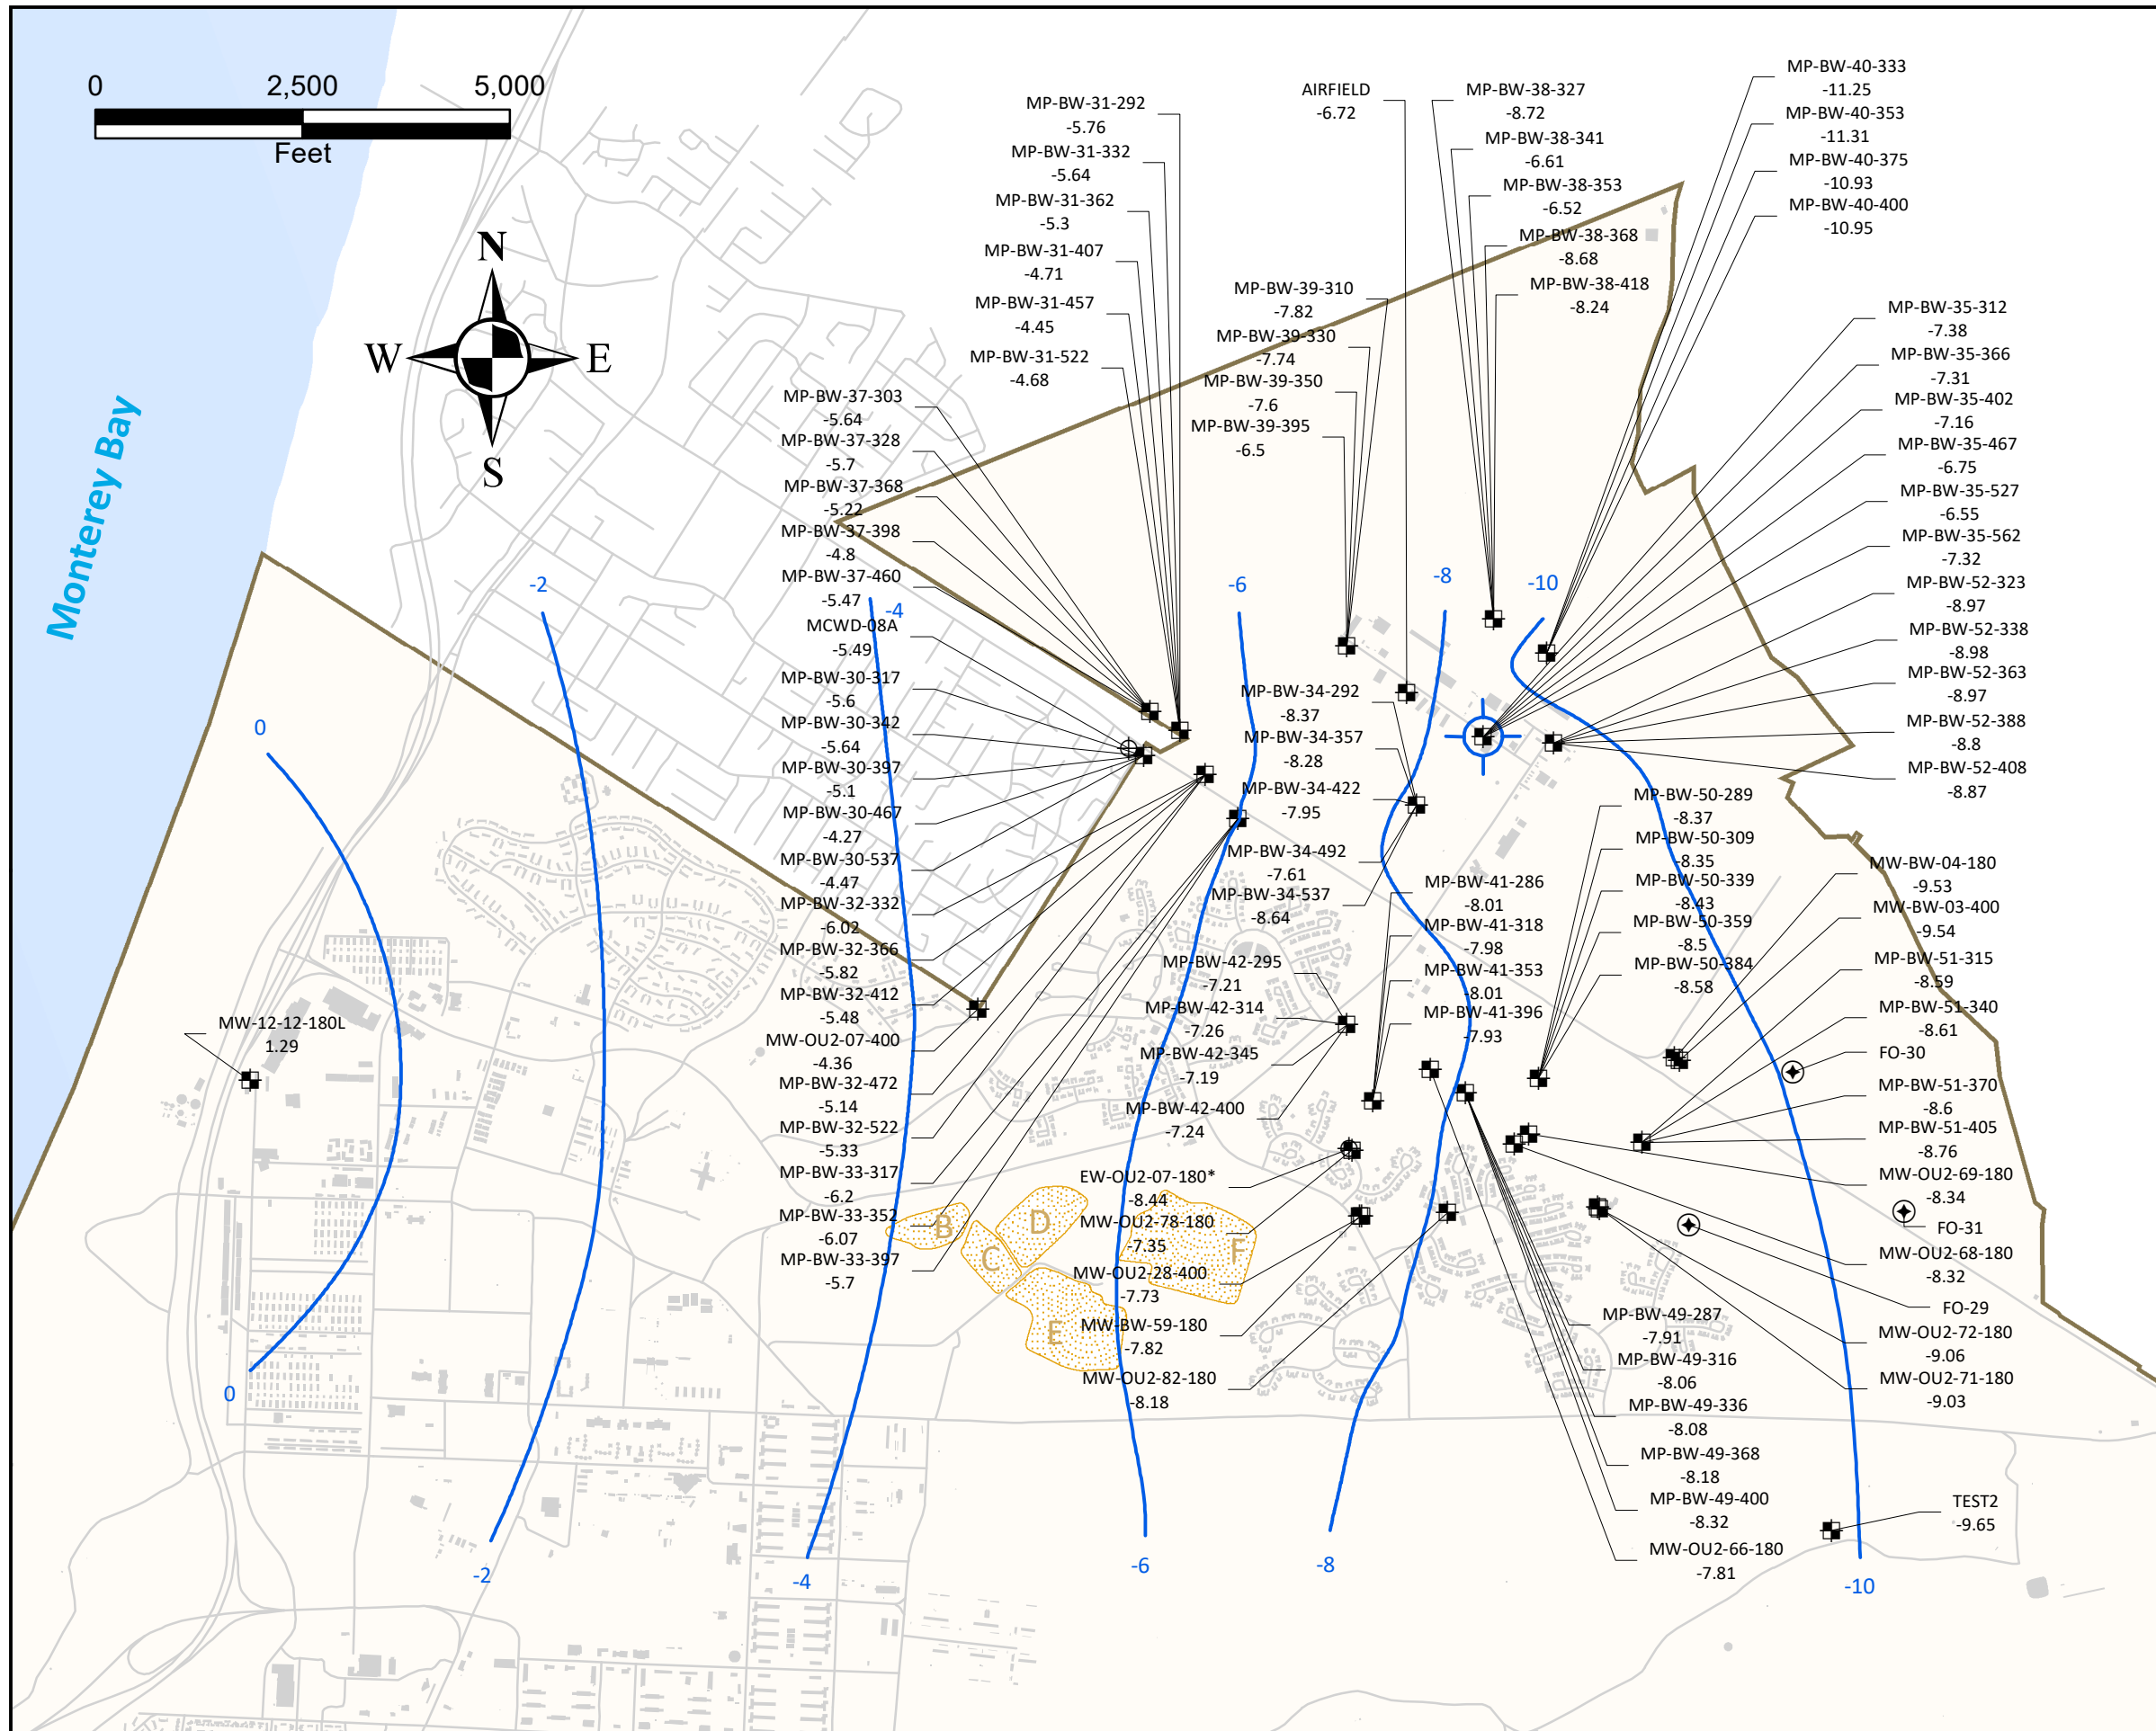 0 2,500 5,000
Feet
N
W E
S
Monterey Bay
MP-BW-31-292
-5.76
MP-BW-31-332
-5.64
MP-BW-31-362
-5.3
MP-BW-31-407
-4.71
MP-BW-31-457
-4.45
MP-BW-31-522
-4.68
AIRFIELD
-6.72
MP-BW-38-327
-8.72
MP-BW-38-341
-6.61
MP-BW-38-353
-6.52
MP-BW-38-368
-8.68
MP-BW-38-418
-8.24
MP-BW-40-333
-11.25
MP-BW-40-353
-11.31
MP-BW-40-375
-10.93
MP-BW-40-400
-10.95
MP-BW-39-310
-7.82
MP-BW-39-330
-7.74
MP-BW-39-350
-7.6
MP-BW-39-395
-6.5
MP-BW-35-312
-7.38
MP-BW-35-366
-7.31
MP-BW-35-402
-7.16
MP-BW-35-467
-6.75
MP-BW-35-527
-6.55
MP-BW-35-562
-7.32
MP-BW-52-323
-8.97
MP-BW-52-338
-8.98
MP-BW-52-363
-8.97
MP-BW-52-388
-8.8
MP-BW-52-408
-8.87
MP-BW-37-303
-5.64
MP-BW-37-328
-5.7
MP-BW-37-368
-5.22
MP-BW-37-398
-4.8
MP-BW-37-460
-5.47
MCWD-08A
-5.49
MP-BW-30-317
-5.6
MP-BW-30-342
-5.64
MP-BW-30-397
-5.1
MP-BW-30-467
-4.27
MP-BW-30-537
-4.47
MP-BW-32-332
-6.02
MP-BW-32-366
-5.82
MP-BW-32-412
-5.48
MW-OU2-07-400
-4.36
MP-BW-32-472
-5.14
MP-BW-32-522
-5.33
MP-BW-33-317
-6.2
MP-BW-33-352
-6.07
MP-BW-33-397
-5.7
0
-2
-4
-6
-8
-10
MP-BW-34-292
-8.37
MP-BW-34-357
-8.28
MP-BW-34-422
-7.95
MP-BW-34-492
-7.61
MP-BW-34-537
-8.64
MP-BW-41-286
-8.01
MP-BW-41-318
-7.98
MP-BW-41-353
-8.01
MP-BW-41-396
-7.93
MP-BW-42-295
-7.21
MP-BW-42-314
-7.26
MP-BW-42-345
-7.19
MP-BW-42-400
-7.24
MP-BW-50-289
-8.37
MP-BW-50-309
-8.35
MP-BW-50-339
-8.43
MP-BW-50-359
-8.5
MP-BW-50-384
-8.58
MW-BW-04-180
-9.53
MW-BW-03-400
-9.54
MP-BW-51-315
-8.59
MP-BW-51-340
-8.61
FO-30
MP-BW-51-370
-8.6
MP-BW-51-405
-8.76
MW-OU2-69-180
-8.34
FO-31
MW-OU2-68-180
-8.32
FO-29
MW-OU2-72-180
-9.06
MW-OU2-71-180
-9.03
MW-12-12-180L
1.29
EW-OU2-07-180*
-8.44
MW-OU2-78-180
-7.35
MW-OU2-28-400
-7.73
MW-BW-59-180
-7.82
MW-OU2-82-180
-8.18
B
C
D
E
F
MP-BW-49-287
-7.91
MP-BW-49-316
-8.06
MP-BW-49-336
-8.08
MP-BW-49-368
-8.18
MP-BW-49-400
-8.32
MW-OU2-66-180
-7.81
TEST2
-9.65
0
-2
-4
-6
-8
-10